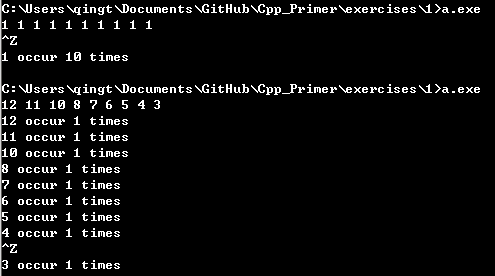 C:\Users\qingt\Documents\GitHub\Cpp_Primer\exercises\1>a.exe
1 1 1 1 1 1 1 1 1 1
^Z
1 occur 10 times
C:\Users\qingt\Documents\GitHub\Cpp_Primer\exercises\1>a.exe
12 11 10 8 7 6 5 4 3
12 occur 1 times
11 occur 1 times
10 occur 1 times
8 occur 1 times
7 occur 1 times
6 occur 1 times
5 occur 1 times
4 occur 1 times
^Z
3 occur 1 times